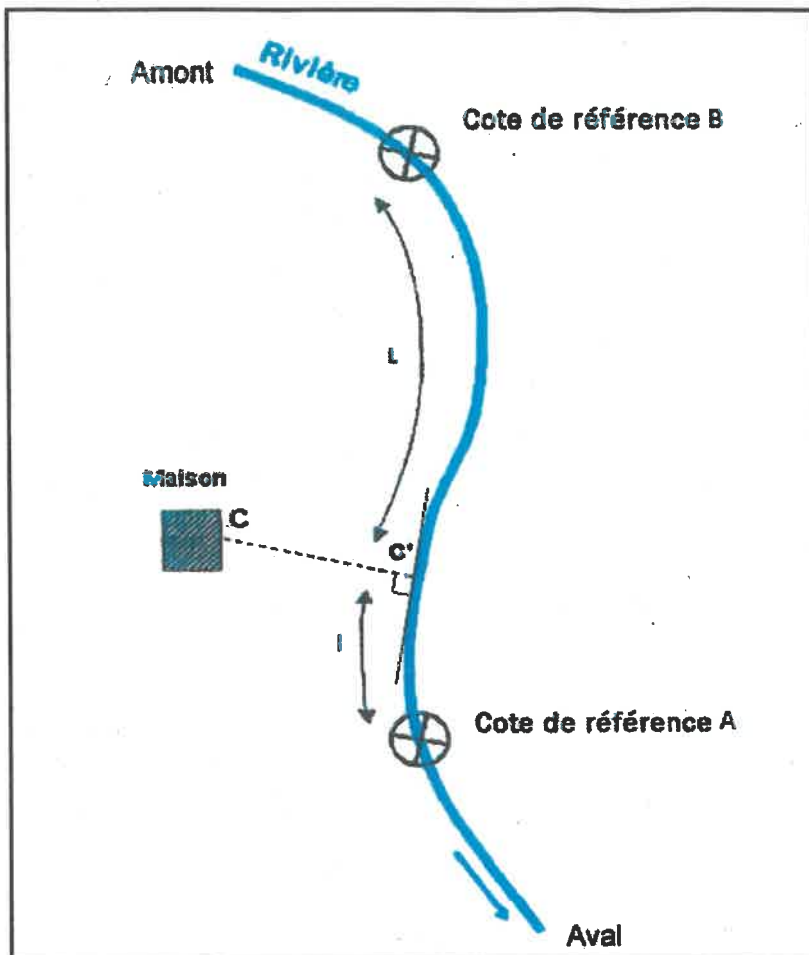 Rivière
Amont
Cote de référence B
L
Maison
C
C'
l
Cote de référence A
Aval